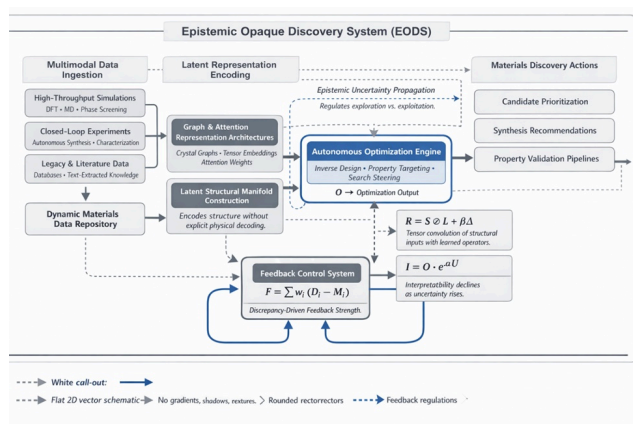 Epistemic Opaque Discovery System (EODS)
Multimodal Data
Ingestion
Latent Representation
Encoding
Materials Discovery Actions
High-Throughput Simulations
DFT • MD • Phase Screening
Closed-Loop Experiments
Autonomous Synthesis • Characterization
Legacy & Literature Data
Databases • Text-Extracted Knowledge
Dynamic Materials
Data Repository
Graph & Attention
Representation Architectures
Crystal Graphs • Tensor Embeddings
Attention Weights
Latent Structural Manifold
Construction
Encodes structure without
explicit physical decoding.
Epistemic Uncertainty Propagation
Regulates exploration vs. exploitation.
Autonomous Optimization Engine
Inverse Design • Property Targeting
Search Steering
O → Optimization Output
Candidate Prioritization
Synthesis Recommendations
Property Validation Pipelines
R = S ⊘ L + βΔ
Tensor convolution of structural
inputs with learned operators.
I = O · e^.aU
Interpretatbility declines
as uncertainty rises.
Feedback Control System
F = ∑ wᵢ (Dᵢ − Mᵢ)
Discrepancy-Driven Feedback Strength.
White call-out:
Flat 2D vector schematic
No gradients, shadows, rextures.
Rounded rectorrectors
Feedback regulations